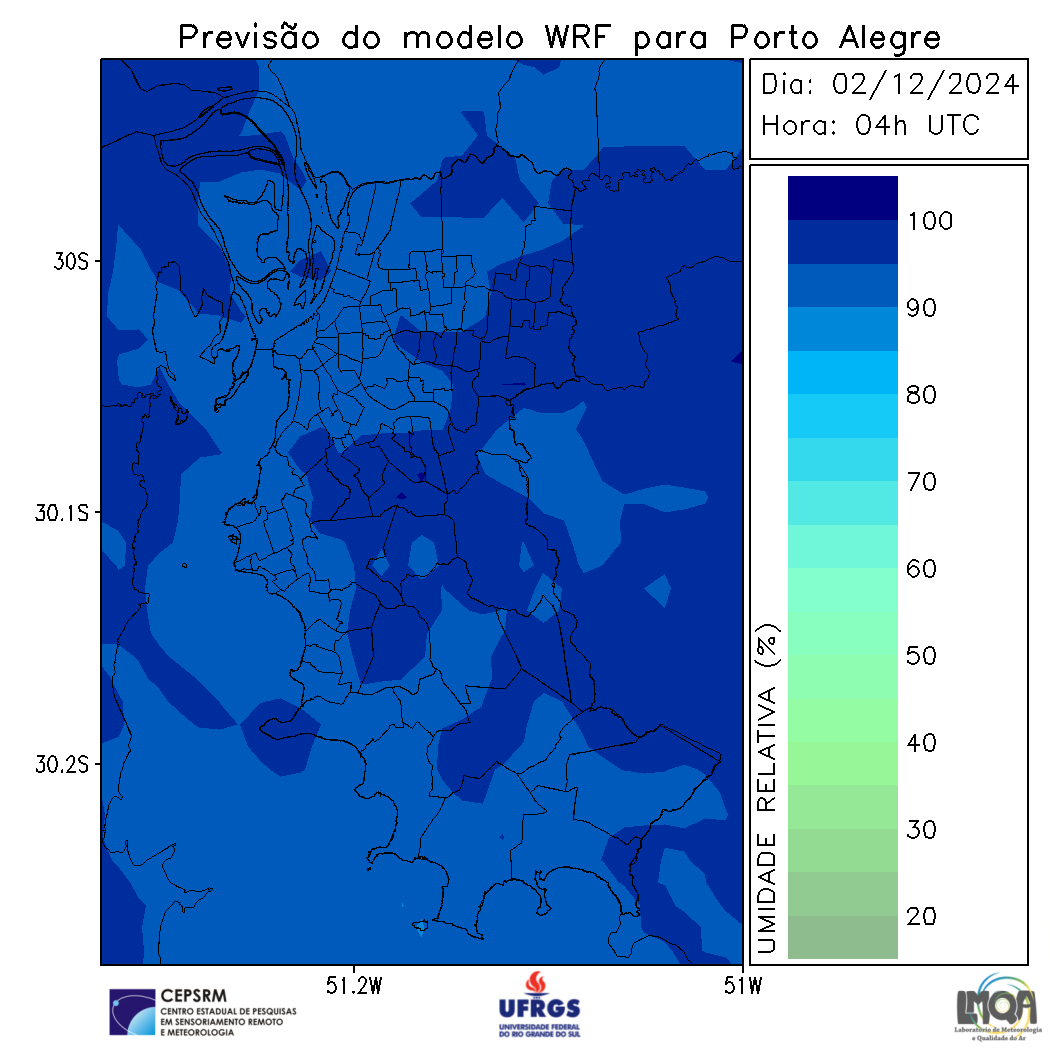 Previsão do modelo WRF para Porto Alegre
Dia: 02/12/2024
Hora: 04h UTC
30S
30.1S
30.2S
51.2W
51W
100
90
80
70
60
50
40
30
20
UMIDADE RELATIVA (%)
CEPSRM
CENTRO ESTADUAL DE PESQUISAS
EM SENSORIAMENTO REMOTO
E METEOROLOGIA
UFRGS
UNIVERSIDADE FEDERAL
DO RIO GRANDE DO SUL
LMQA
Laboratório de Meteorologia
e Qualidade do Ar